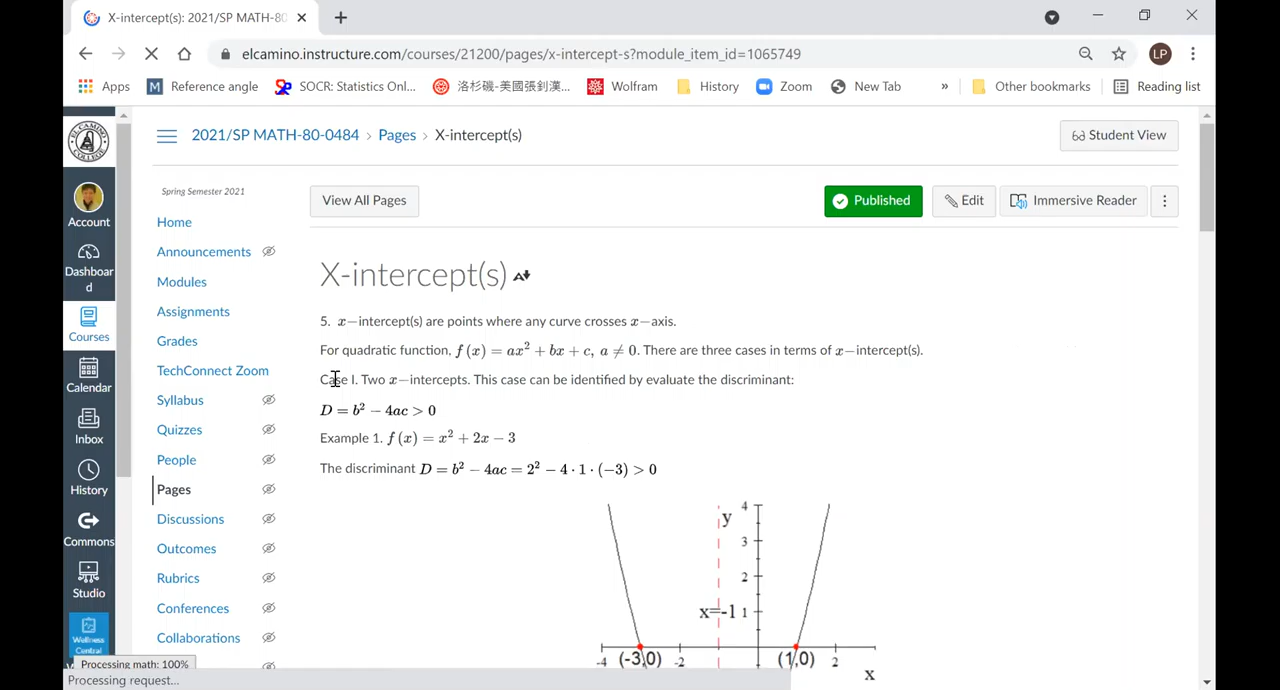 X-intercept(s): 2021/SP MATH-80
elcamino.instructure.com/courses/21200/pages/x-intercept-s?module_item_id=1065749
LP
Apps M Reference angle SOCR: Statistics Onl... 洛杉磯-美國張釗漢... Wolfram History Zoom New Tab » Other bookmarks Reading list
2021/SP MATH-80-0484 > Pages > X-intercept(s)
Student View
Account
Dashboar
d
Courses
Calendar
Inbox
History
Commons
Studio
Wellness
Central
Spring Semester 2021
Home
Announcements
Modules
Assignments
Grades
TechConnect Zoom
Syllabus
Quizzes
People
Pages
Discussions
Outcomes
Rubrics
Conferences
Collaborations
View All Pages
Published
Edit
Immersive Reader
X-intercept(s)
5. x−intercept(s) are points where any curve crosses x−axis.
For quadratic function, f (x) = ax² + bx + c, a ≠ 0. There are three cases in terms of x−intercept(s).
Case I. Two x−intercepts. This case can be identified by evaluate the discriminant:
D = b² − 4ac > 0
Example 1. f (x) = x² + 2x − 3
The discriminant D = b² − 4ac = 2² − 4 · 1 · (−3) > 0
y 4
3
2
x=-1 1
-4 (-3,0) -2 (1,0) 2
x
Processing math: 100%
Processing request...